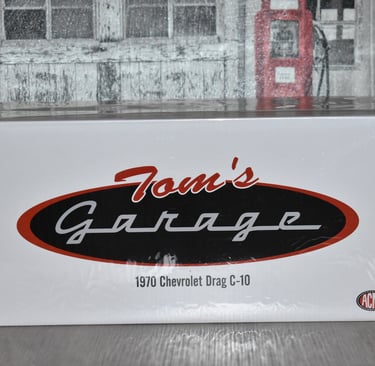 Tom's
Garage
1970 Chevrolet Drag C-10